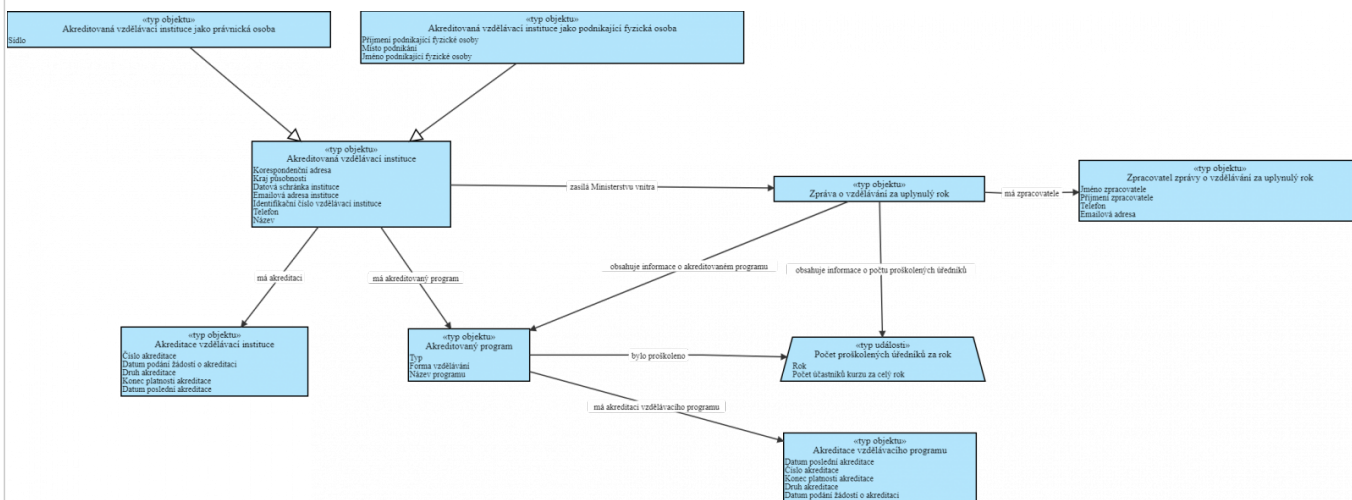 «typ objektu»
Akreditovaná vzdělávací instituce jako právnická osoba
Sídlo
«typ objektu»
Akreditovaná vzdělávací instituce jako podnikající fyzická osoba
Příjmení podnikající fyzické osoby
Místo podnikání
Jméno podnikající fyzické osoby
«typ objektu»
Akreditovaná vzdělávací instituce
Korespondenční adresa
Kraj působnosti
Datová schránka instituce
Emailová adresa instituce
Identifikační číslo vzdělávací instituce
Telefon
Název
zasílá Ministerstvu vnitra
«typ objektu»
Zpráva o vzdělávání za uplynulý rok
má zpracovatele
«typ objektu»
Zpracovatel zprávy o vzdělávání za uplynulý rok
Jméno zpracovatele
Příjmení zpracovatele
Telefon
Emailová adresa
má akreditaci
má akreditovaný program
obsahuje informace o akreditovaném programu
obsahuje informace o počtu proškolených úředníků
«typ objektu»
Akreditace vzdělávací instituce
Číslo akreditace
Datum podání žádosti o akreditaci
Druh akreditace
Konec platnosti akreditace
Datum poslední akreditace
«typ objektu»
Akreditovaný program
Typ
Forma vzdělávání
Název programu
bylo proškoleno
«typ události»
Počet proškolených úředníků za rok
Rok
Počet účastníků kurzu za celý rok
má akreditaci vzdělávacího programu
«typ objektu»
Akreditace vzdělávacího programu
Datum poslední akreditace
Číslo akreditace
Konec platnosti akreditace
Druh akreditace
Datum podání žádosti o akreditaci